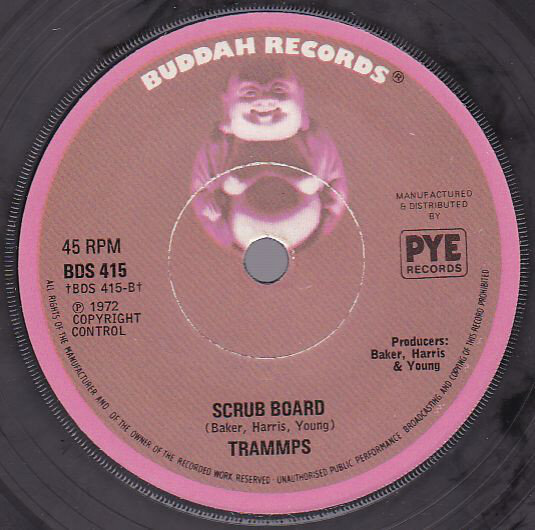 BUDDAH RECORDS®
MANUFACTURED
& DISTRIBUTED
BY
PYE
RECORDS
45 RPM
BDS 415
†BDS 415-B†
℗ 1972
COPYRIGHT
CONTROL
Producers:
Baker, Harris
& Young
SCRUB BOARD
(Baker, Harris, Young)
TRAMMPS
ALL RIGHTS OF THE MANUFACTURER AND OF THE OWNER OF THE RECORDED WORK RESERVED · UNAUTHORISED PUBLIC PERFORMANCE BROADCASTING AND COPYING OF THIS RECORD PROHIBITED